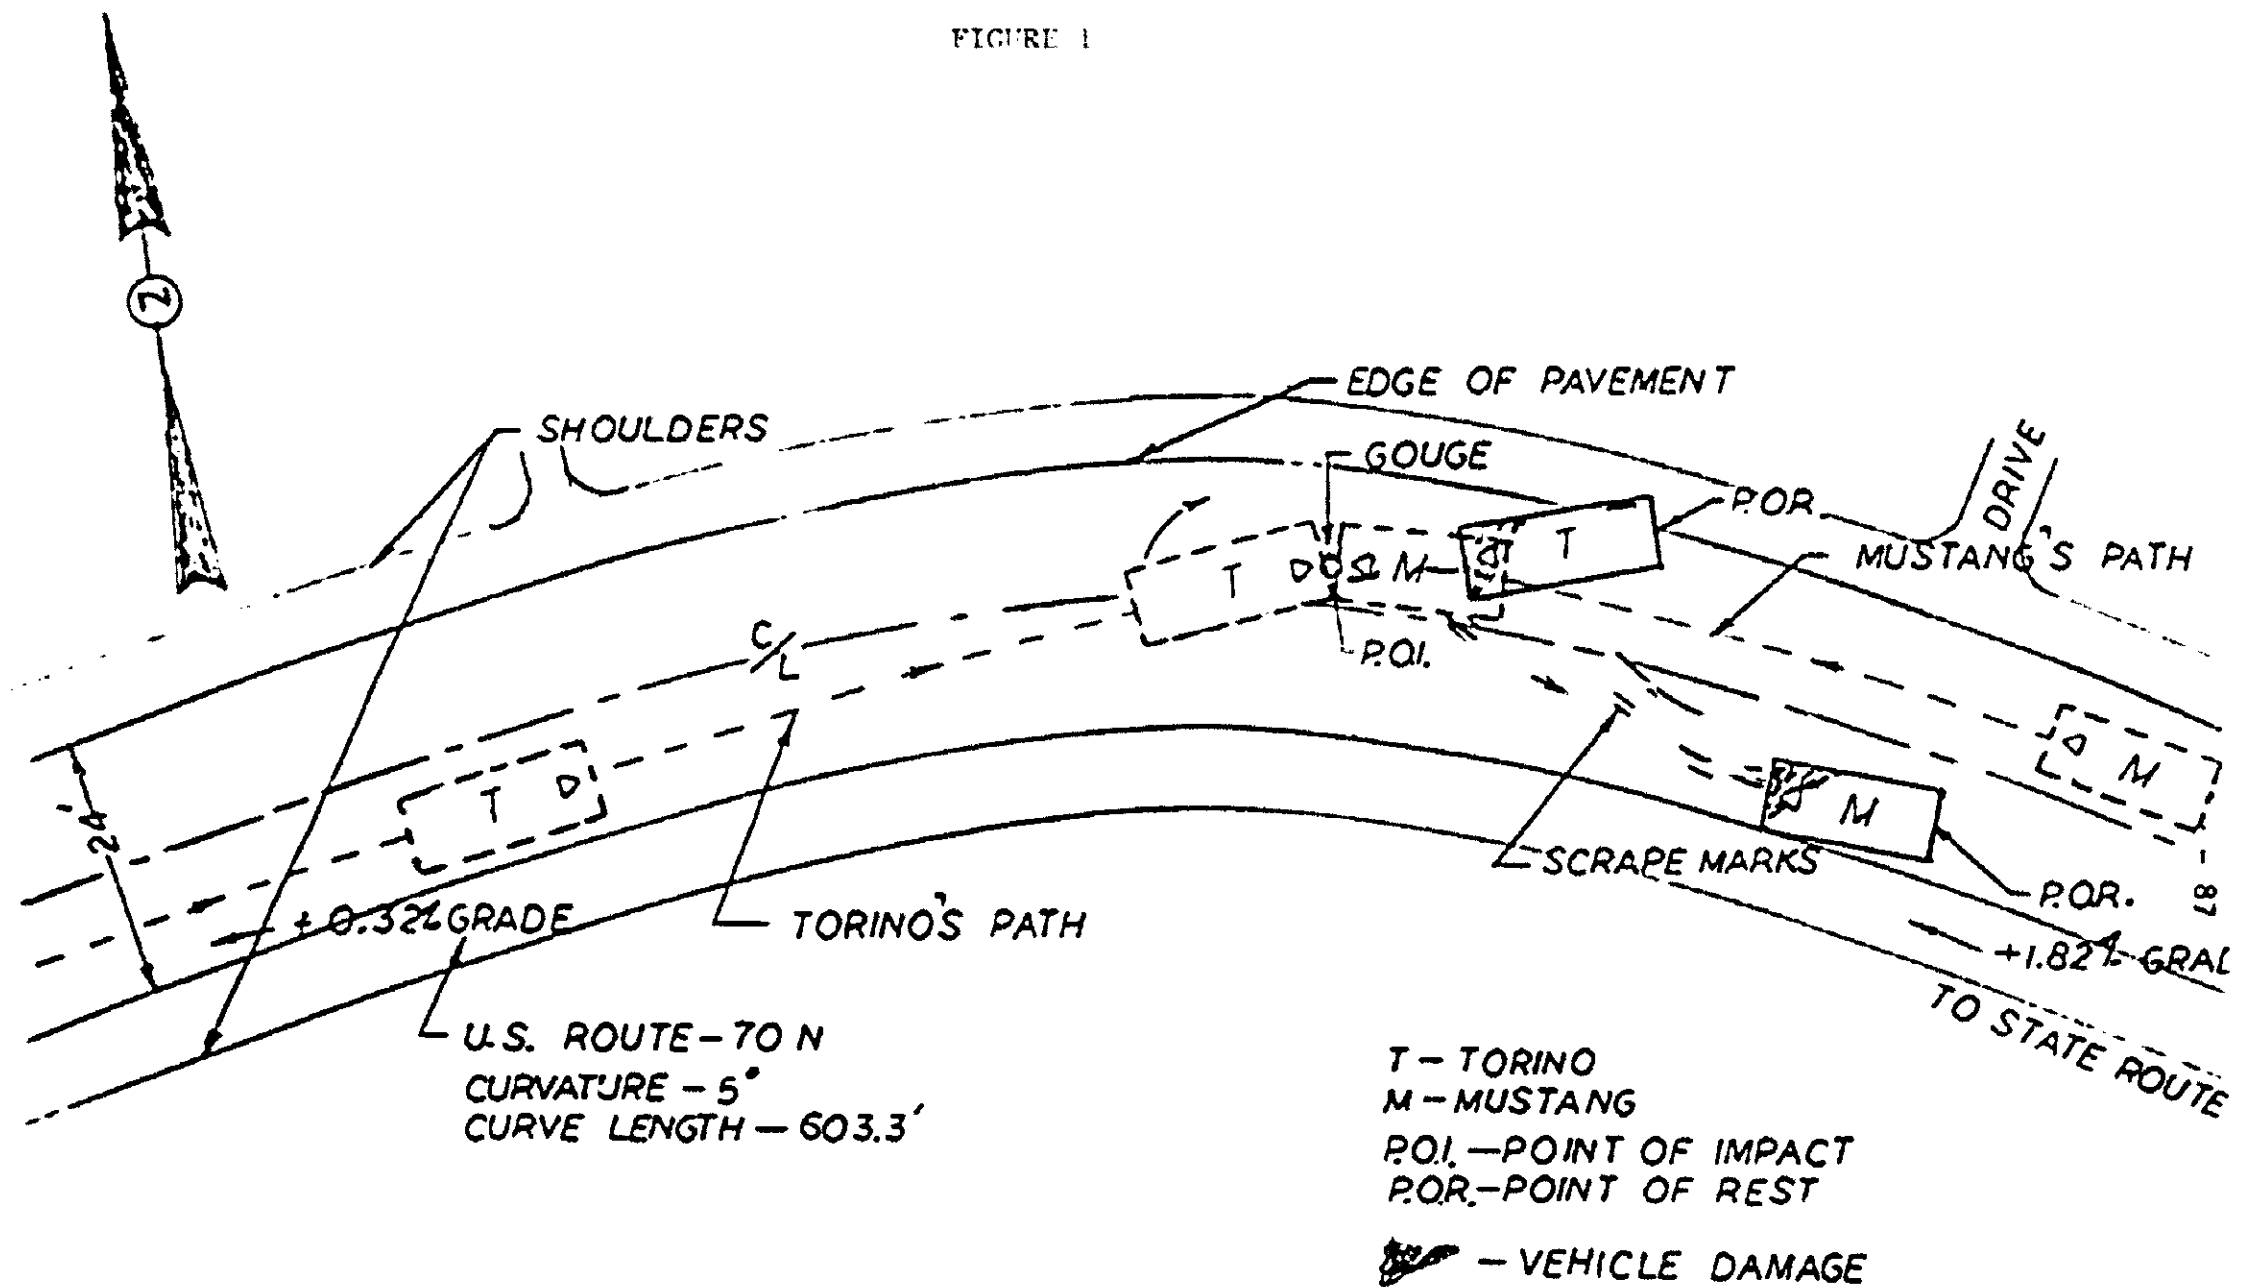 FIGURE 1
EDGE OF PAVEMENT
SHOULDERS
GOUGE
DRIVE
P.O.R.
T
T
M
MUSTANG'S PATH
C
L
P.O.I.
M
T
24'
M
SCRAPE MARKS
P.O.R.
87
+ 0.32% GRADE
TORINO'S PATH
+1.82% GRAD
TO STATE ROUTE
U.S. ROUTE - 70 N
CURVATURE - 5°
CURVE LENGTH - 603.3'
T - TORINO
M - MUSTANG
P.O.I. - POINT OF IMPACT
P.O.R. - POINT OF REST
- VEHICLE DAMAGE